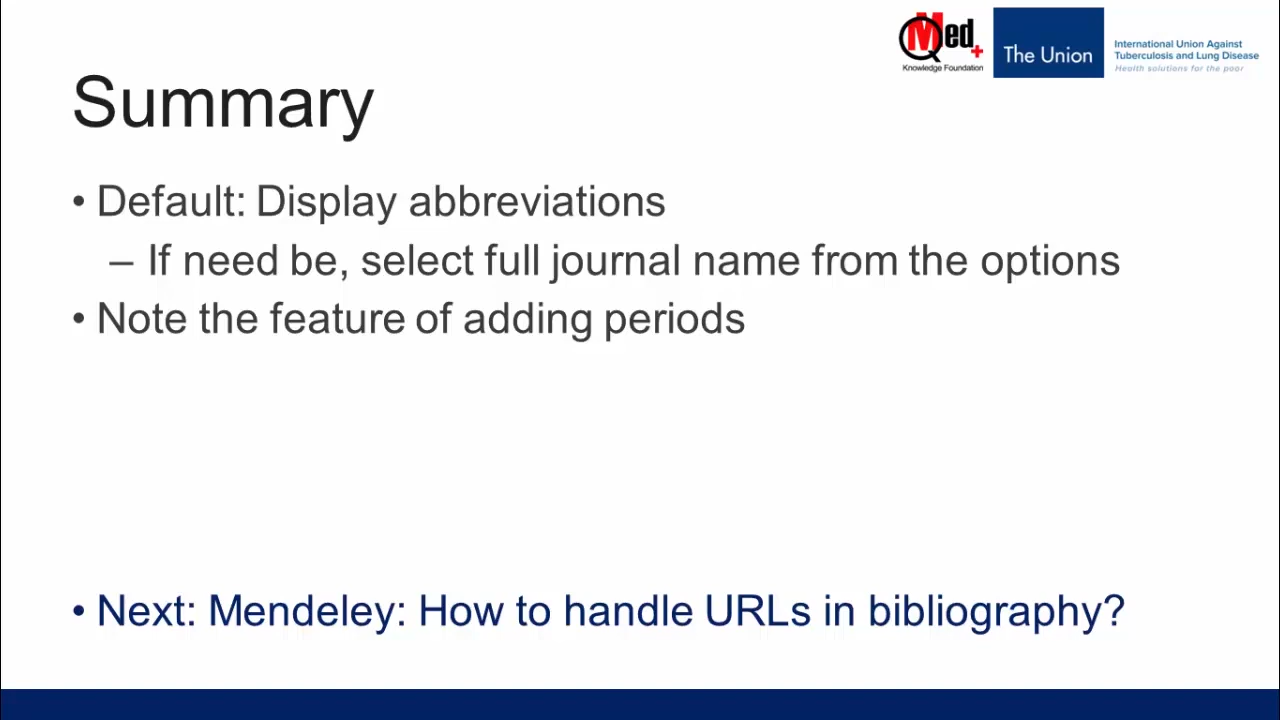 QMed+
Knowledge Foundation
The Union
International Union Against
Tuberculosis and Lung Disease
Health solutions for the poor
Summary
• Default: Display abbreviations
– If need be, select full journal name from the options
• Note the feature of adding periods
• Next: Mendeley: How to handle URLs in bibliography?